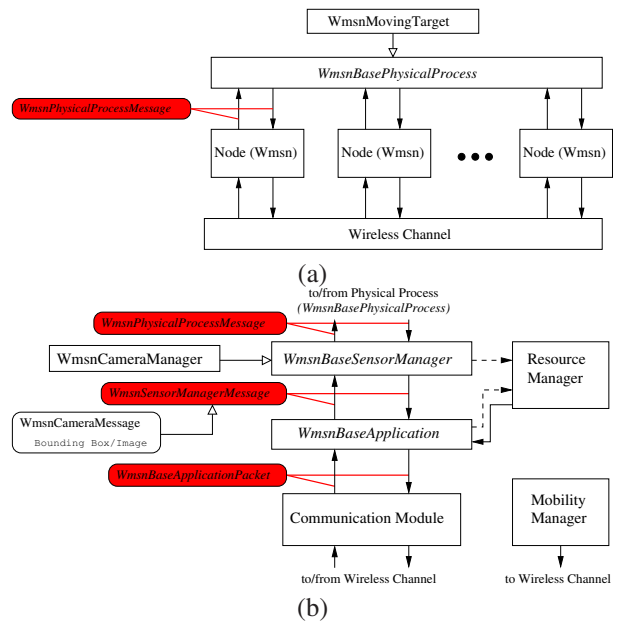 WmsnMovingTarget
WmsnBasePhysicalProcess
WmsnPhysicalProcessMessage
Node (Wmsn)
Node (Wmsn)
Node (Wmsn)
Wireless Channel
(a)
to/from Physical Process
(WmsnBasePhysicalProcess)
WmsnPhysicalProcessMessage
WmsnCameraManager
WmsnBaseSensorManager
Resource
Manager
WmsnSensorManagerMessage
WmsnCameraMessage
Bounding Box/Image
WmsnBaseApplication
WmsnBaseApplicationPacket
Communication Module
Mobility
Manager
to/from Wireless Channel
to Wireless Channel
(b)